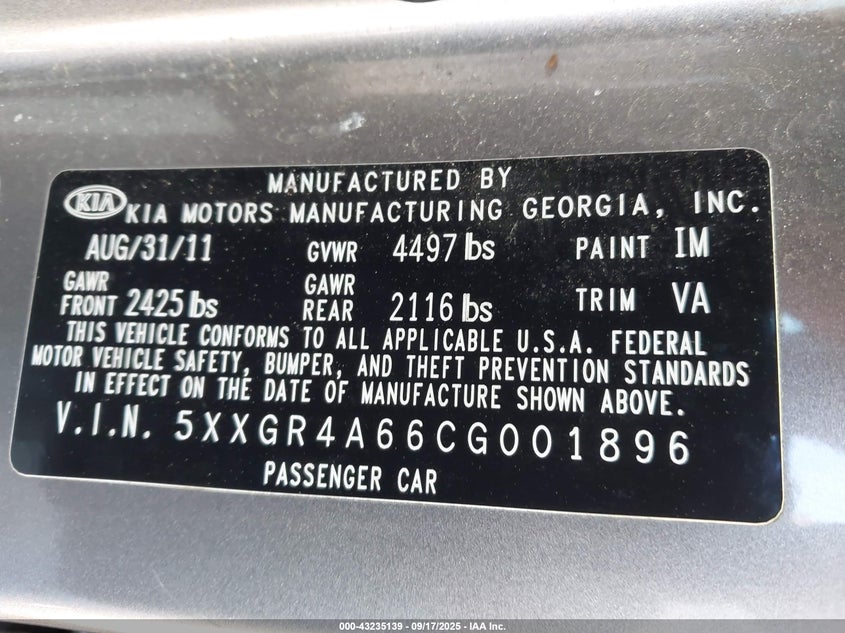 MANUFACTURED BY
KIA KIA MOTORS MANUFACTURING GEORGIA, INC.
AUG/31/11 GVWR 4497 lbs PAINT IM
GAWR FRONT 2425 lbs GAWR REAR 2116 lbs TRIM VA
THIS VEHICLE CONFORMS TO ALL APPLICABLE U.S.A. FEDERAL
MOTOR VEHICLE SAFETY, BUMPER, AND THEFT PREVENTION STANDARDS
IN EFFECT ON THE DATE OF MANUFACTURE SHOWN ABOVE.
V.I.N. 5XXGR4A66CG001896
PASSENGER CAR
000-43235139 - 09/17/2025 - IAA Inc.